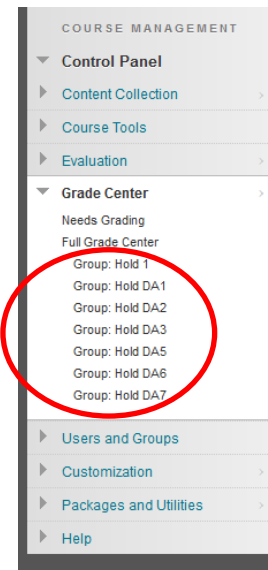 COURSE MANAGEMENT
Control Panel
Content Collection
Course Tools
Evaluation
Grade Center
Needs Grading
Full Grade Center
Group: Hold 1
Group: Hold DA1
Group: Hold DA2
Group: Hold DA3
Group: Hold DA5
Group: Hold DA6
Group: Hold DA7
Users and Groups
Customization
Packages and Utilities
Help